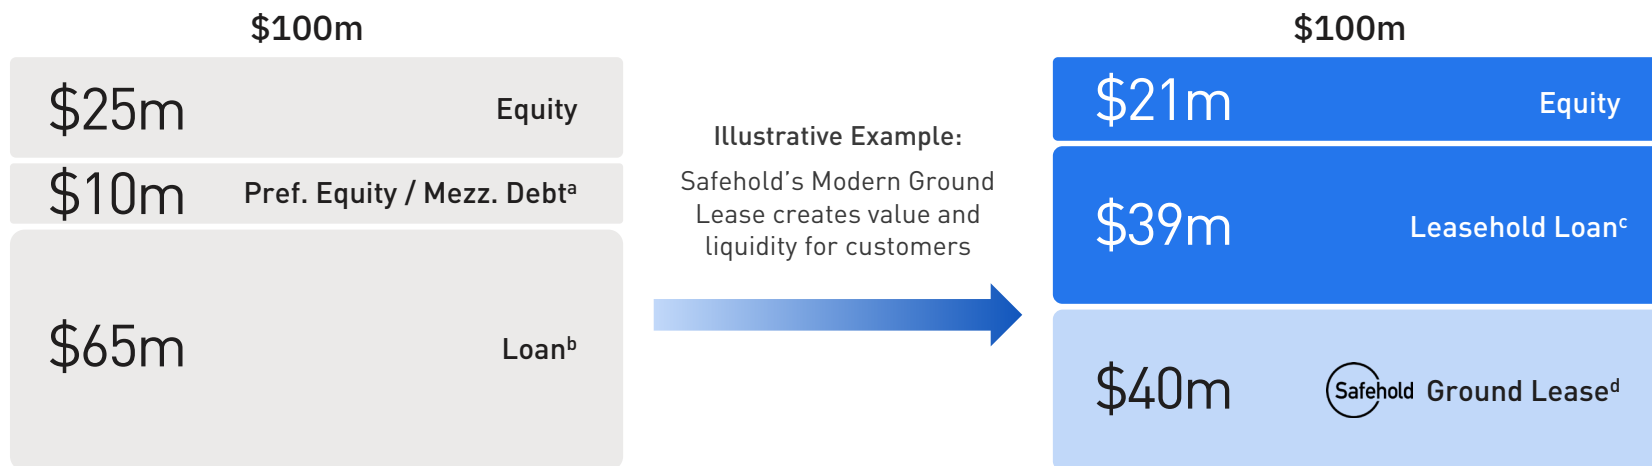 $100m
$25m Equity
$10m Pref. Equity / Mezz. Debtᵃ
$65m Loanᵇ
Illustrative Example:
Safehold’s Modern Ground
Lease creates value and
liquidity for customers
$100m
$21m Equity
$39m Leasehold Loanᶜ
$40m Safehold Ground Leaseᵈ